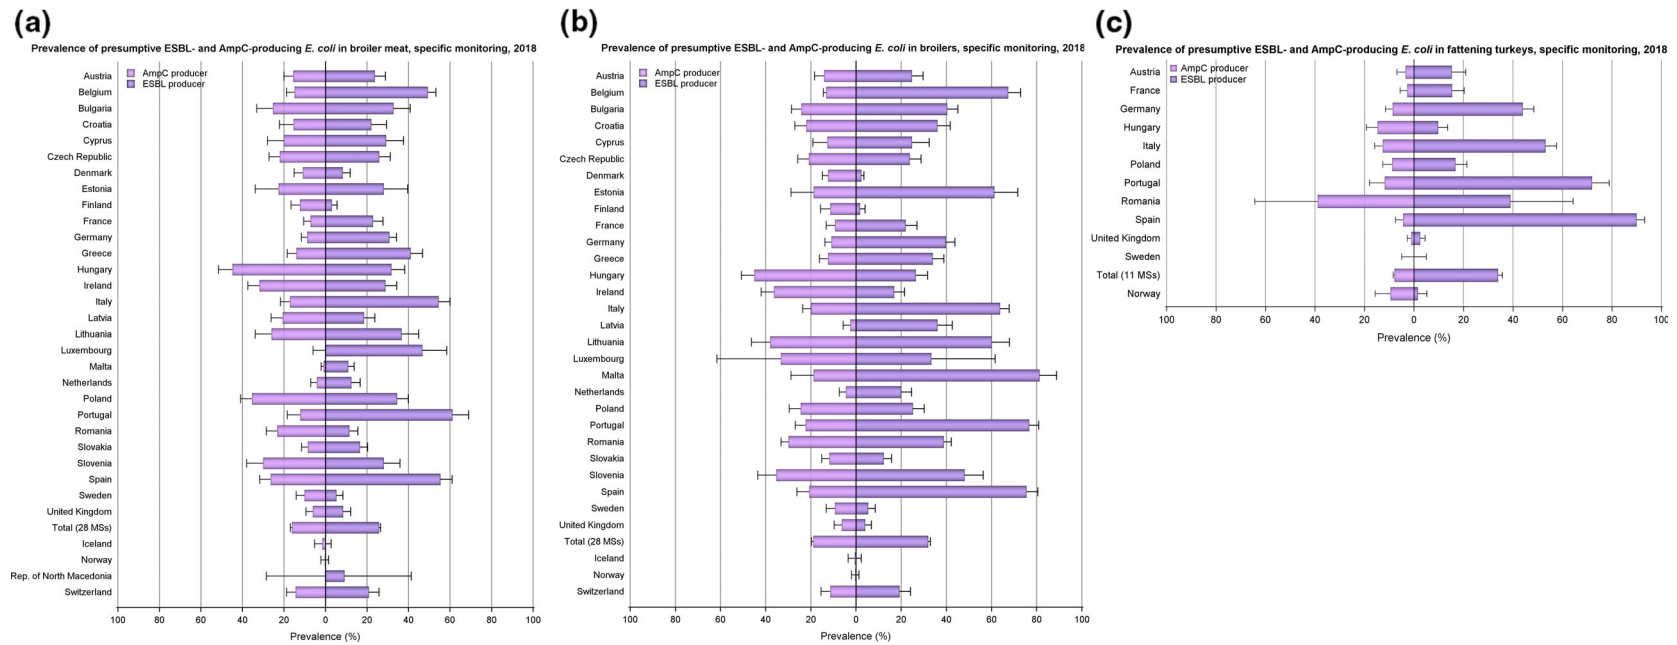 (a)
Prevalence of presumptive ESBL- and AmpC-producing E. coli in broiler meat, specific monitoring, 2018
AmpC producer
ESBL producer
Austria
Belgium
Bulgaria
Croatia
Cyprus
Czech Republic
Denmark
Estonia
Finland
France
Germany
Greece
Hungary
Ireland
Italy
Latvia
Lithuania
Luxembourg
Malta
Netherlands
Poland
Portugal
Romania
Slovakia
Slovenia
Spain
Sweden
United Kingdom
Total (28 MSs)
Iceland
Norway
Rep. of North Macedonia
Switzerland
100 80 60 40 20 0 20 40 60 80 100
Prevalence (%)
(b)
Prevalence of presumptive ESBL- and AmpC-producing E. coli in broilers, specific monitoring, 2018
AmpC producer
ESBL producer
Austria
Belgium
Bulgaria
Croatia
Cyprus
Czech Republic
Denmark
Estonia
Finland
France
Germany
Greece
Hungary
Ireland
Italy
Latvia
Lithuania
Luxembourg
Malta
Netherlands
Poland
Portugal
Romania
Slovakia
Slovenia
Spain
Sweden
United Kingdom
Total (28 MSs)
Iceland
Norway
Switzerland
100 80 60 40 20 0 20 40 60 80 100
Prevalence (%)
(c)
Prevalence of presumptive ESBL- and AmpC-producing E. coli in fattening turkeys, specific monitoring, 2018
AmpC producer
ESBL producer
Austria
France
Germany
Hungary
Italy
Poland
Portugal
Romania
Spain
United Kingdom
Sweden
Total (11 MSs)
Norway
100 80 60 40 20 0 20 40 60 80 100
Prevalence (%)